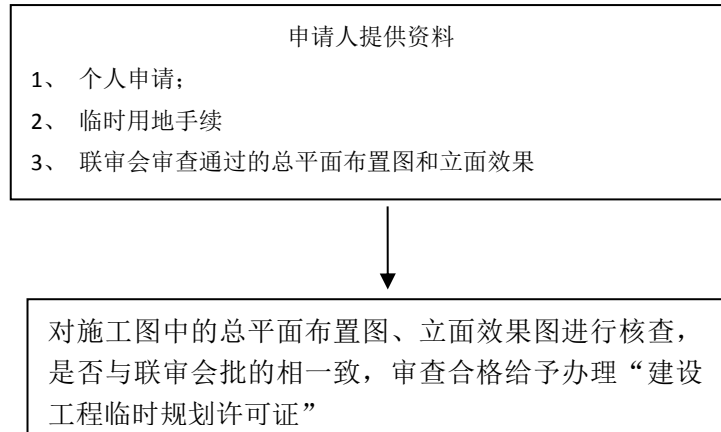 申请人提供资料
1、 个人申请；
2、 临时用地手续
3、 联审会审查通过的总平面布置图和立面效果
对施工图中的总平面布置图、立面效果图进行核查，
是否与联审会批的相一致，审查合格给予办理“建设
工程临时规划许可证”